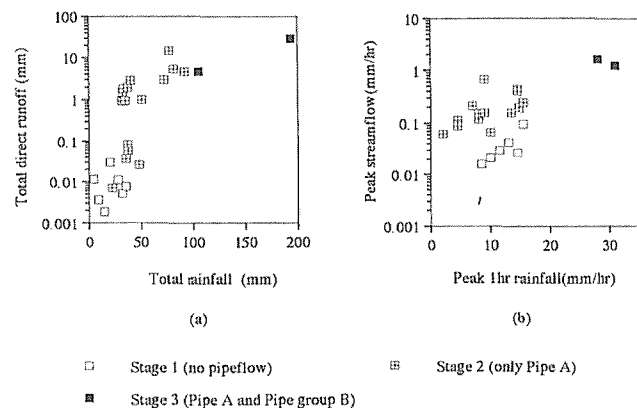 Total direct runoff (mm)
100
10
1
0.1
0.01
0.001
0 50 100 150 200
Total rainfall (mm)
(a)
Peak streamflow(mm/hr)
10
1
0.1
0.01
0.001
0 10 20 30
Peak 1hr rainfall(mm/hr)
(b)
Stage 1 (no pipeflow)
Stage 2 (only Pipe A)
Stage 3 (Pipe A and Pipe group B)